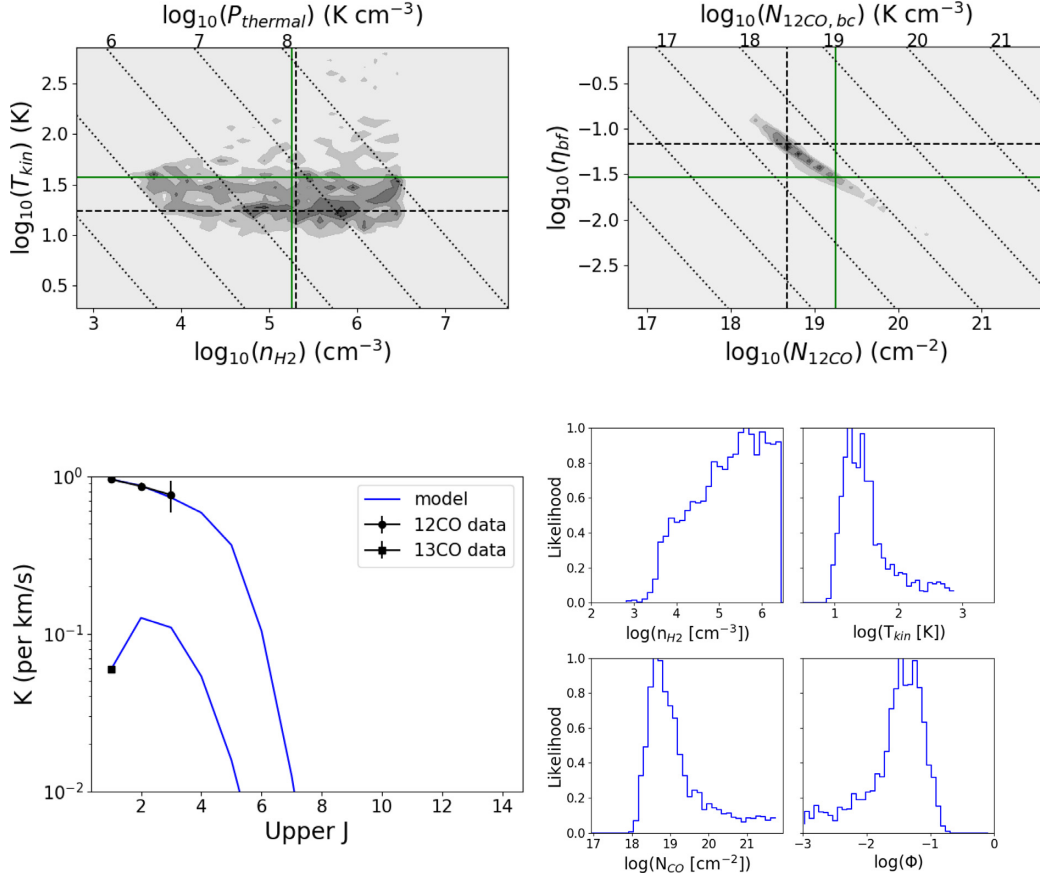 log10(Pthermal) (K cm−3)
6 7 8
log10(Tkin) (K)
2.5
2.0
1.5
1.0
0.5
3 4 5 6 7
log10(nH2) (cm−3)
log10(N12CO, bc) (K cm−3)
17 18 19 20 21
log10(ηbf)
−0.5
−1.0
−1.5
−2.0
−2.5
17 18 19 20 21
log10(N12CO) (cm−2)
K (per km/s)
10^0
10^−1
10^−2
model
12CO data
13CO data
2 4 6 8 10 12 14
Upper J
Likelihood
1.0
0.8
0.6
0.4
0.2
0.0
2 3 4 5 6
log(nH2 [cm−3])
1 2 3
log(Tkin [K])
Likelihood
1.0
0.8
0.6
0.4
0.2
0.0
17 18 19 20 21
log(NCO [cm−2])
−3 −2 −1 0
log(Φ)